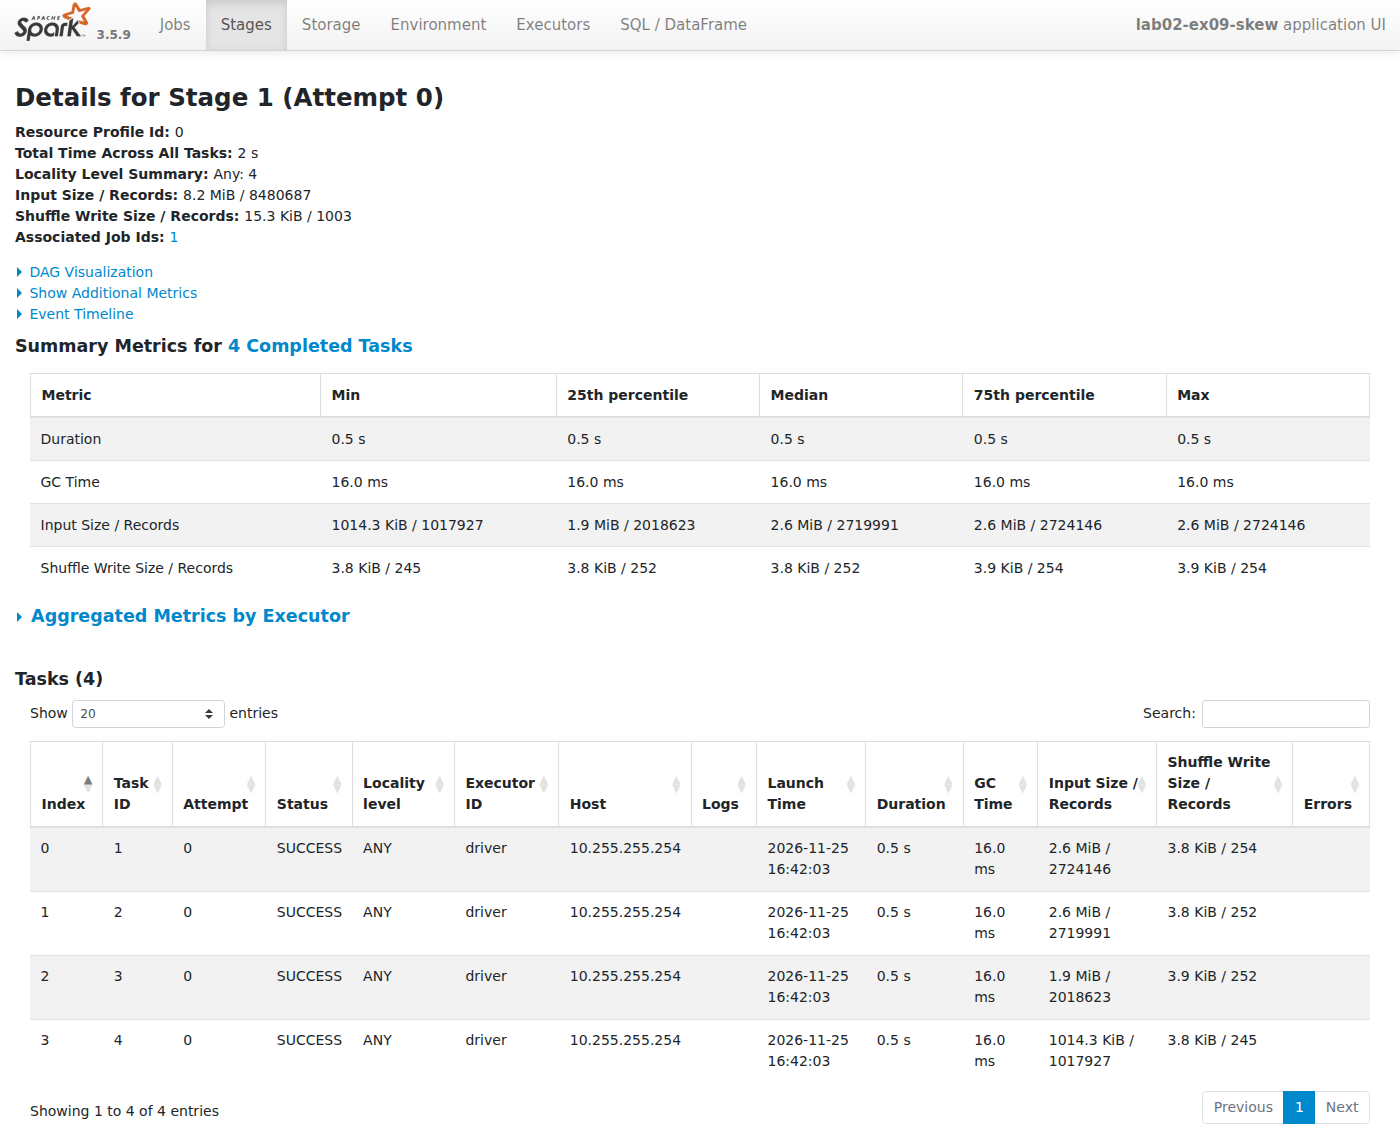 APACHE
Spark 3.5.9 Jobs Stages Storage Environment Executors SQL / DataFrame lab02-ex09-skew application UI
Details for Stage 1 (Attempt 0)
Resource Profile Id: 0
Total Time Across All Tasks: 2 s
Locality Level Summary: Any: 4
Input Size / Records: 8.2 MiB / 8480687
Shuffle Write Size / Records: 15.3 KiB / 1003
Associated Job Ids: 1
DAG Visualization
Show Additional Metrics
Event Timeline
Summary Metrics for 4 Completed Tasks
Metric Min 25th percentile Median 75th percentile Max
Duration 0.5 s 0.5 s 0.5 s 0.5 s 0.5 s
GC Time 16.0 ms 16.0 ms 16.0 ms 16.0 ms 16.0 ms
Input Size / Records 1014.3 KiB / 1017927 1.9 MiB / 2018623 2.6 MiB / 2719991 2.6 MiB / 2724146 2.6 MiB / 2724146
Shuffle Write Size / Records 3.8 KiB / 245 3.8 KiB / 252 3.8 KiB / 252 3.9 KiB / 254 3.9 KiB / 254
Aggregated Metrics by Executor
Tasks (4)
Show 20 entries Search:
Shuffle Write
Task Locality Executor Launch GC Input Size / Size /
Index ID Attempt Status level ID Host Logs Time Duration Time Records Records Errors
0 1 0 SUCCESS ANY driver 10.255.255.254 2026-11-25 0.5 s 16.0 2.6 MiB / 3.8 KiB / 254
16:42:03 ms 2724146
1 2 0 SUCCESS ANY driver 10.255.255.254 2026-11-25 0.5 s 16.0 2.6 MiB / 3.8 KiB / 252
16:42:03 ms 2719991
2 3 0 SUCCESS ANY driver 10.255.255.254 2026-11-25 0.5 s 16.0 1.9 MiB / 3.9 KiB / 252
16:42:03 ms 2018623
3 4 0 SUCCESS ANY driver 10.255.255.254 2026-11-25 0.5 s 16.0 1014.3 KiB / 3.8 KiB / 245
16:42:03 ms 1017927
Showing 1 to 4 of 4 entries Previous 1 Next